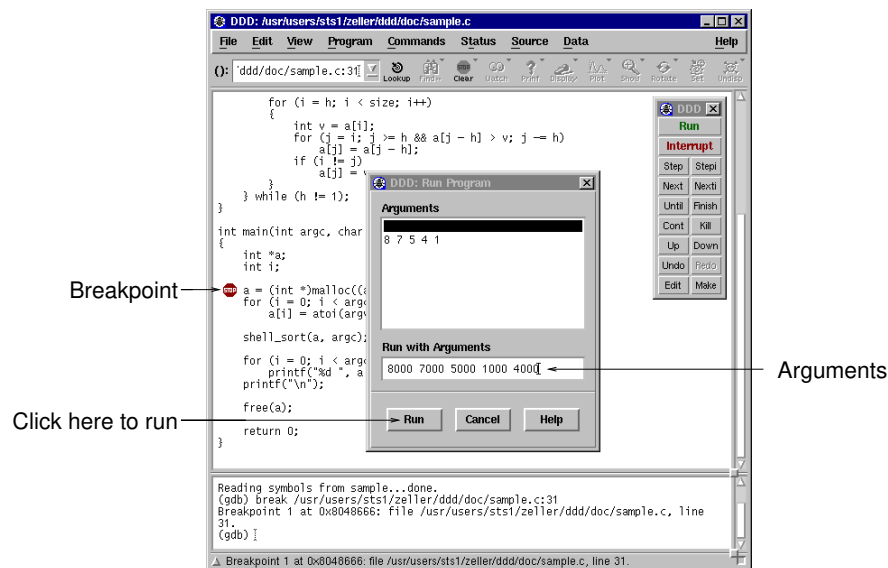 DDD: /usr/users/sts1/zeller/ddd/doc/sample.c
File Edit View Program Commands Status Source Data Help
(): 'ddd/doc/sample.c:31 Lookup Find» Clear Watch Print Display Plot Show Rotate Set Undisp
for (i = h; i < size; i++)
{
int v = a[i];
for (j = i; j >= h && a[j - h] > v; j -= h)
a[j] = a[j - h];
if (i != j)
a[j] =
}
} while (h != 1);
}
int main(int argc, char
{
int *a;
int i;
a = (int *)malloc((a
for (i = 0; i < argc
a[i] = atoi(argv
shell_sort(a, argc);
for (i = 0; i < argc
printf("%d ", a
printf("\n");
free(a);
return 0;
}
DDD
Run
Interrupt
Step Stepi
Next Nexti
Until Finish
Cont Kill
Up Down
Undo Redo
Edit Make
DDD: Run Program
Arguments
8 7 5 4 1
Run with Arguments
8000 7000 5000 1000 4000
Run Cancel Help
Breakpoint
STOP
Arguments
Click here to run
Reading symbols from sample...done.
(gdb) break /usr/users/sts1/zeller/ddd/doc/sample.c:31
Breakpoint 1 at 0x8048666: file /usr/users/sts1/zeller/ddd/doc/sample.c, line
31.
(gdb)
Breakpoint 1 at 0x8048666: file /usr/users/sts1/zeller/ddd/doc/sample.c, line 31.